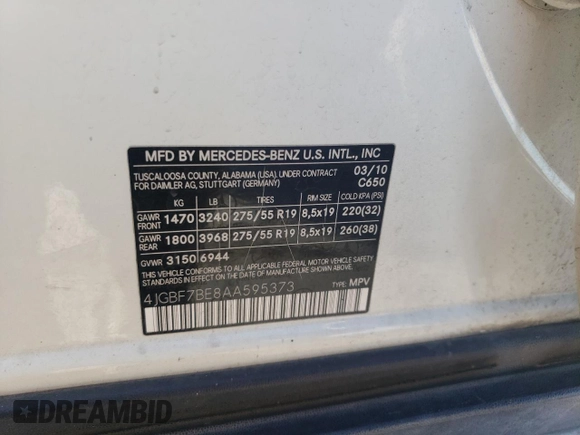 MFD BY MERCEDES-BENZ U.S. INTL., INC
TUSCALOOSA COUNTY, ALABAMA (USA). UNDER CONTRACT 03/10
FOR DAIMLER AG, STUTTGART (GERMANY) C650
KG LB TIRES RIM SIZE COLD KPA (PSI)
GAWR FRONT 1470 3240 275/55 R19 8,5x19 220(32)
GAWR REAR 1800 3968 275/55 R19 8,5x19 260(38)
GVWR 3150 6944
THIS VEHICLE CONFORMS TO ALL APPLICABLE FEDERAL MOTOR VEHICLE SAFETY
STANDARDS IN EFFECT ON THE DATE OF MANUFACTURE SHOWN ABOVE.
4JGBF7BE8AA595373 TYPE: MPV
DREAMBID